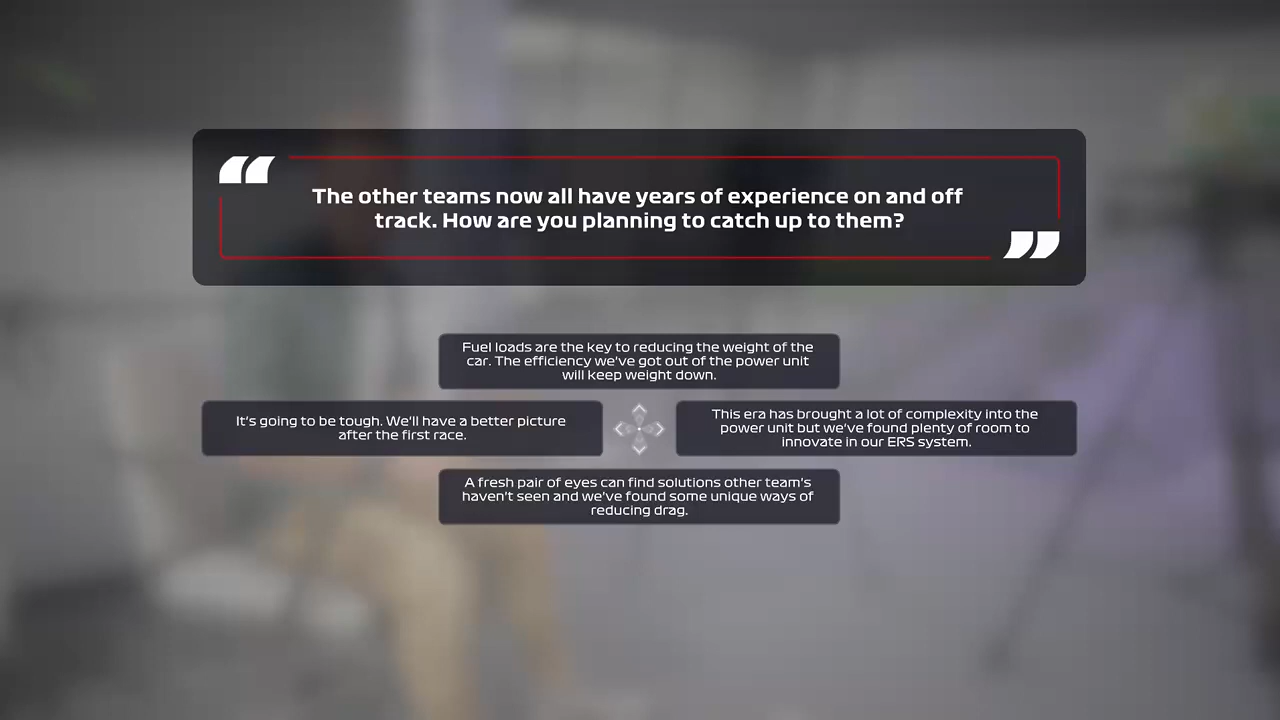 The other teams now all have years of experience on and off
track. How are you planning to catch up to them?
Fuel loads are the key to reducing the weight of the
car. The efficiency we've got out of the power unit
will keep weight down.
It's going to be tough. We'll have a better picture
after the first race.
This era has brought a lot of complexity into the
power unit but we've found plenty of room to
innovate in our ERS system.
A fresh pair of eyes can find solutions other team's
haven't seen and we've found some unique ways of
reducing drag.